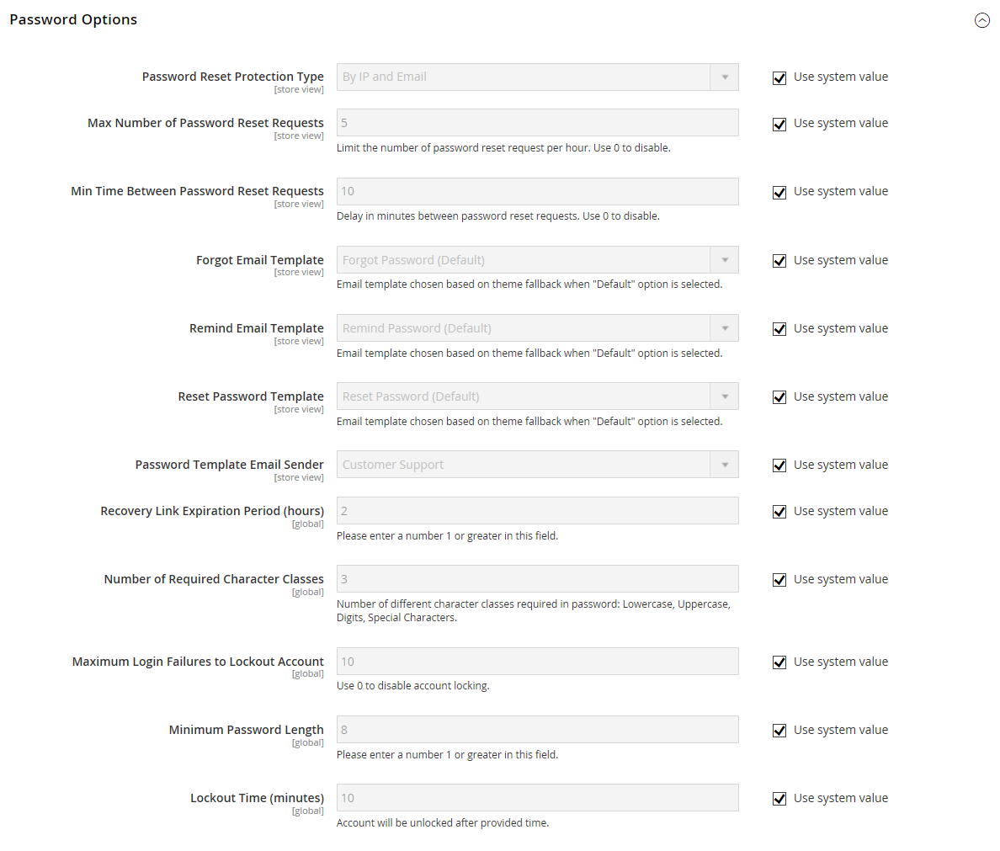 Password Options
Password Reset Protection Type
[store view]
By IP and Email
Use system value
Max Number of Password Reset Requests
[store view]
5
Use system value
Limit the number of password reset request per hour. Use 0 to disable.
Min Time Between Password Reset Requests
[store view]
10
Use system value
Delay in minutes between password reset requests. Use 0 to disable.
Forgot Email Template
[store view]
Forgot Password (Default)
Use system value
Email template chosen based on theme fallback when "Default" option is selected.
Remind Email Template
[store view]
Remind Password (Default)
Use system value
Email template chosen based on theme fallback when "Default" option is selected.
Reset Password Template
[store view]
Reset Password (Default)
Use system value
Email template chosen based on theme fallback when "Default" option is selected.
Password Template Email Sender
[store view]
Customer Support
Use system value
Recovery Link Expiration Period (hours)
[global]
2
Use system value
Please enter a number 1 or greater in this field.
Number of Required Character Classes
[global]
3
Use system value
Number of different character classes required in password: Lowercase, Uppercase,
Digits, Special Characters.
Maximum Login Failures to Lockout Account
[global]
10
Use system value
Use 0 to disable account locking.
Minimum Password Length
[global]
8
Use system value
Please enter a number 1 or greater in this field.
Lockout Time (minutes)
[global]
10
Use system value
Account will be unlocked after provided time.